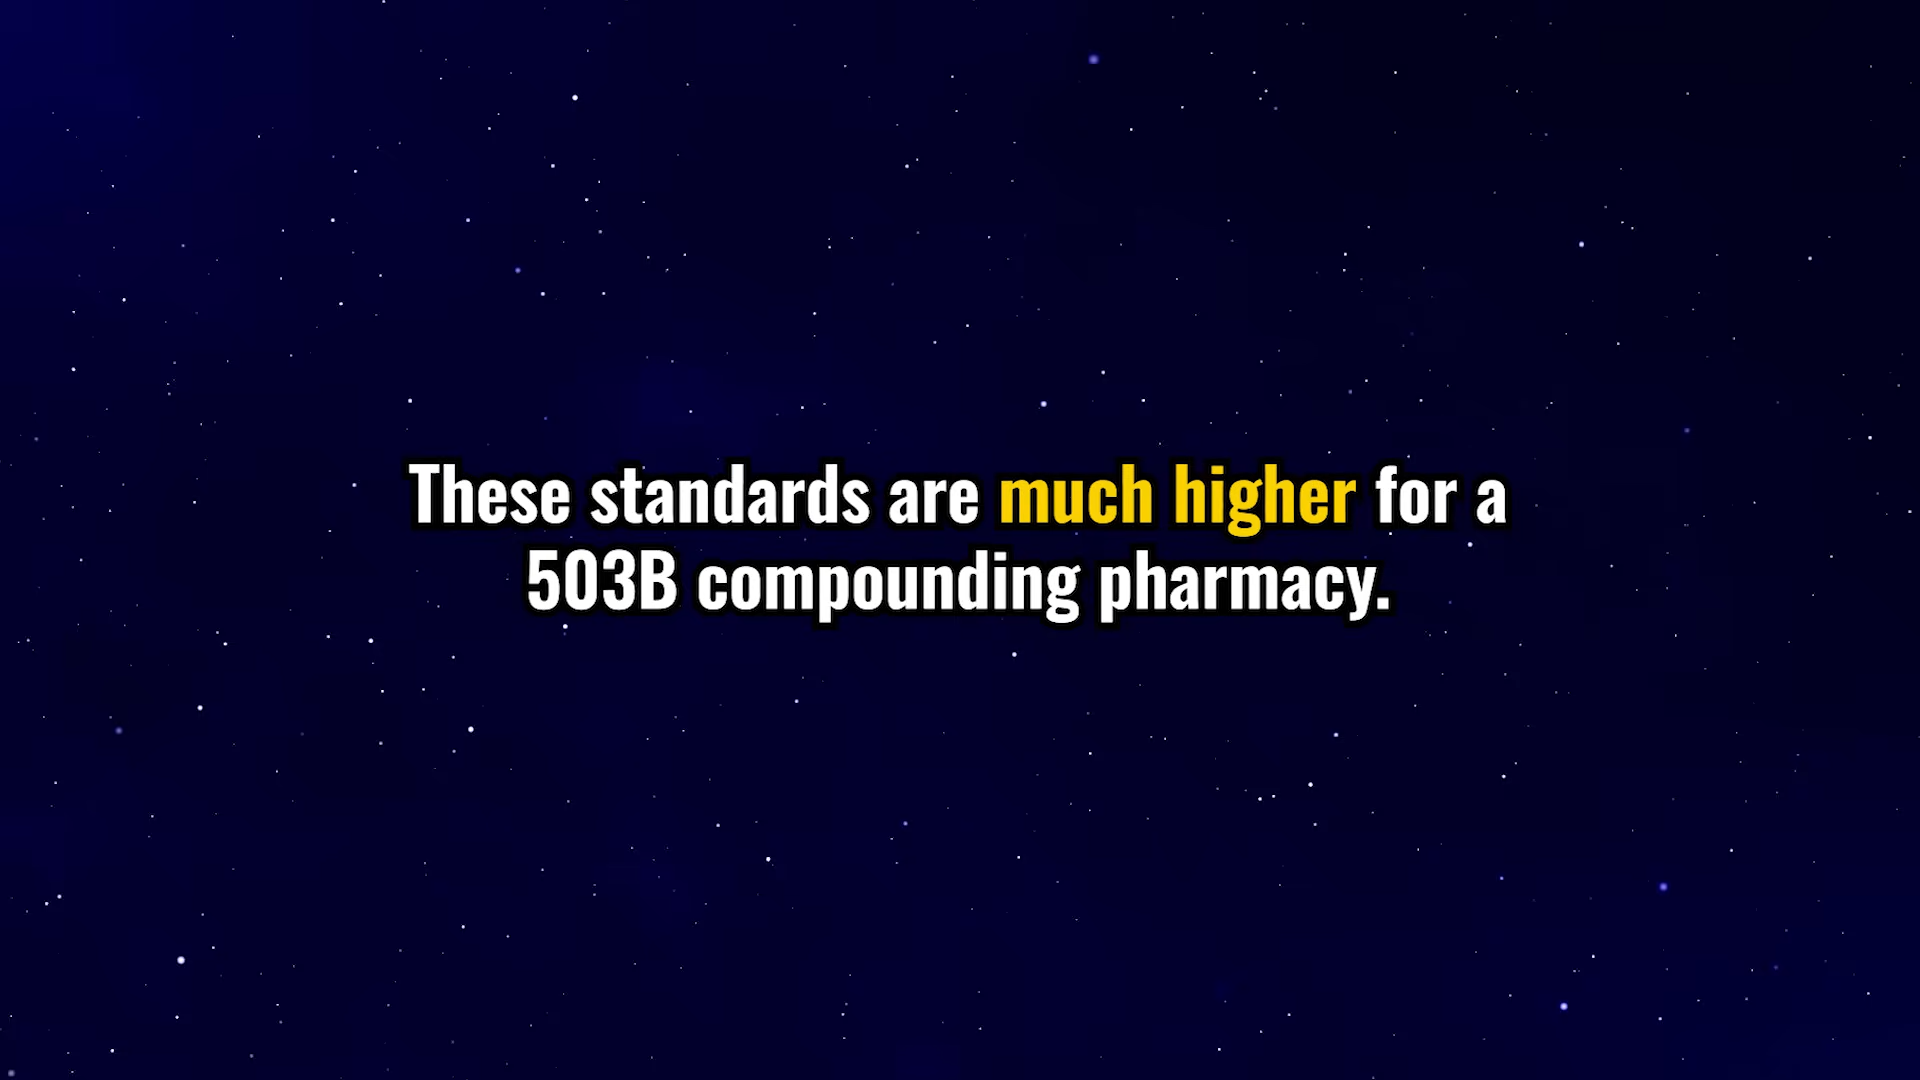 These standards are much higher for a
503B compounding pharmacy.